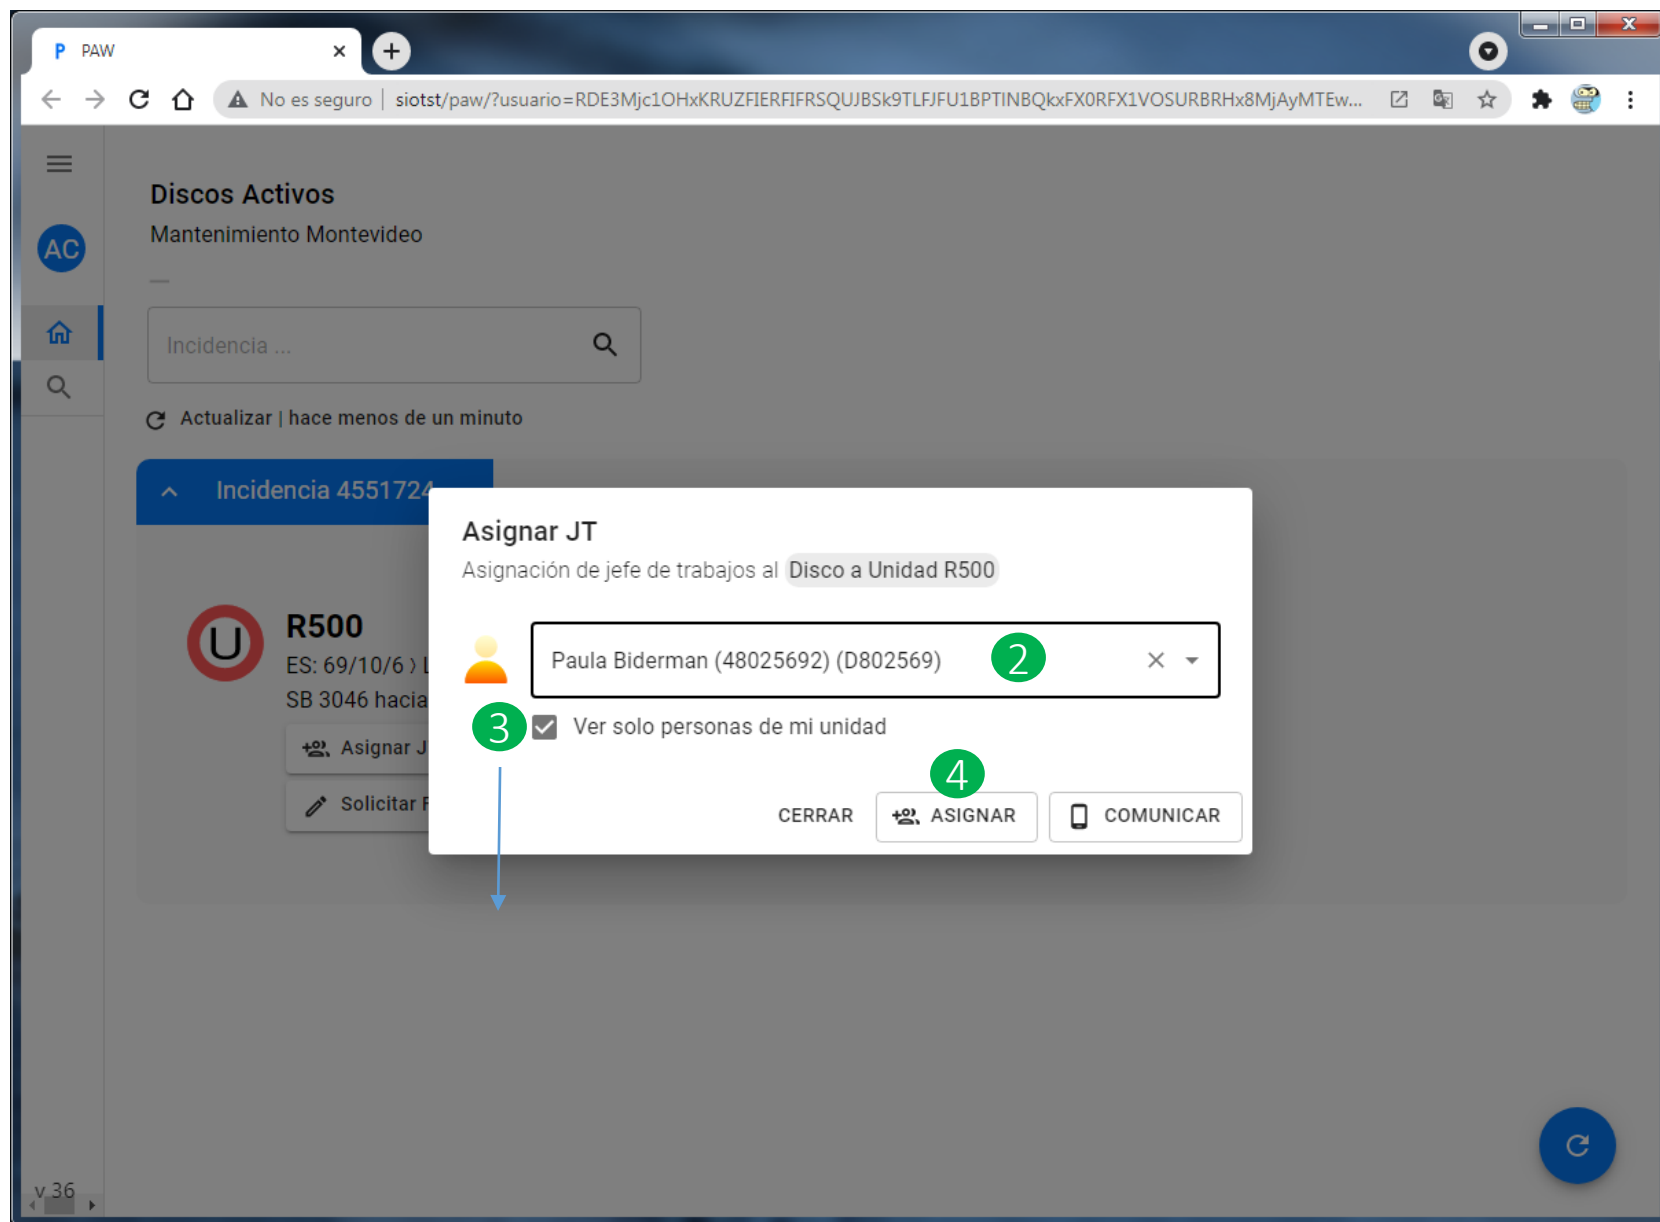 P PAW
No es seguro | siotst/paw/?usuario=RDE3Mjc1OHxKRUZFIERFIFRSQUJBSk9TLFJFU1BPTlNBQkxFX0RFX1VOSURBRHx8MjAyMTEw...
AC
Discos Activos
Mantenimiento Montevideo
Incidencia ...
Actualizar | hace menos de un minuto
Incidencia 4551724
U
R500
ES: 69/10/6 ⟩ L
SB 3046 hacia
Asignar J
Solicitar F
Asignar JT
Asignación de jefe de trabajos al Disco a Unidad R500
Paula Biderman (48025692) (D802569)
2
3
Ver solo personas de mi unidad
4
CERRAR
ASIGNAR
COMUNICAR
v 36